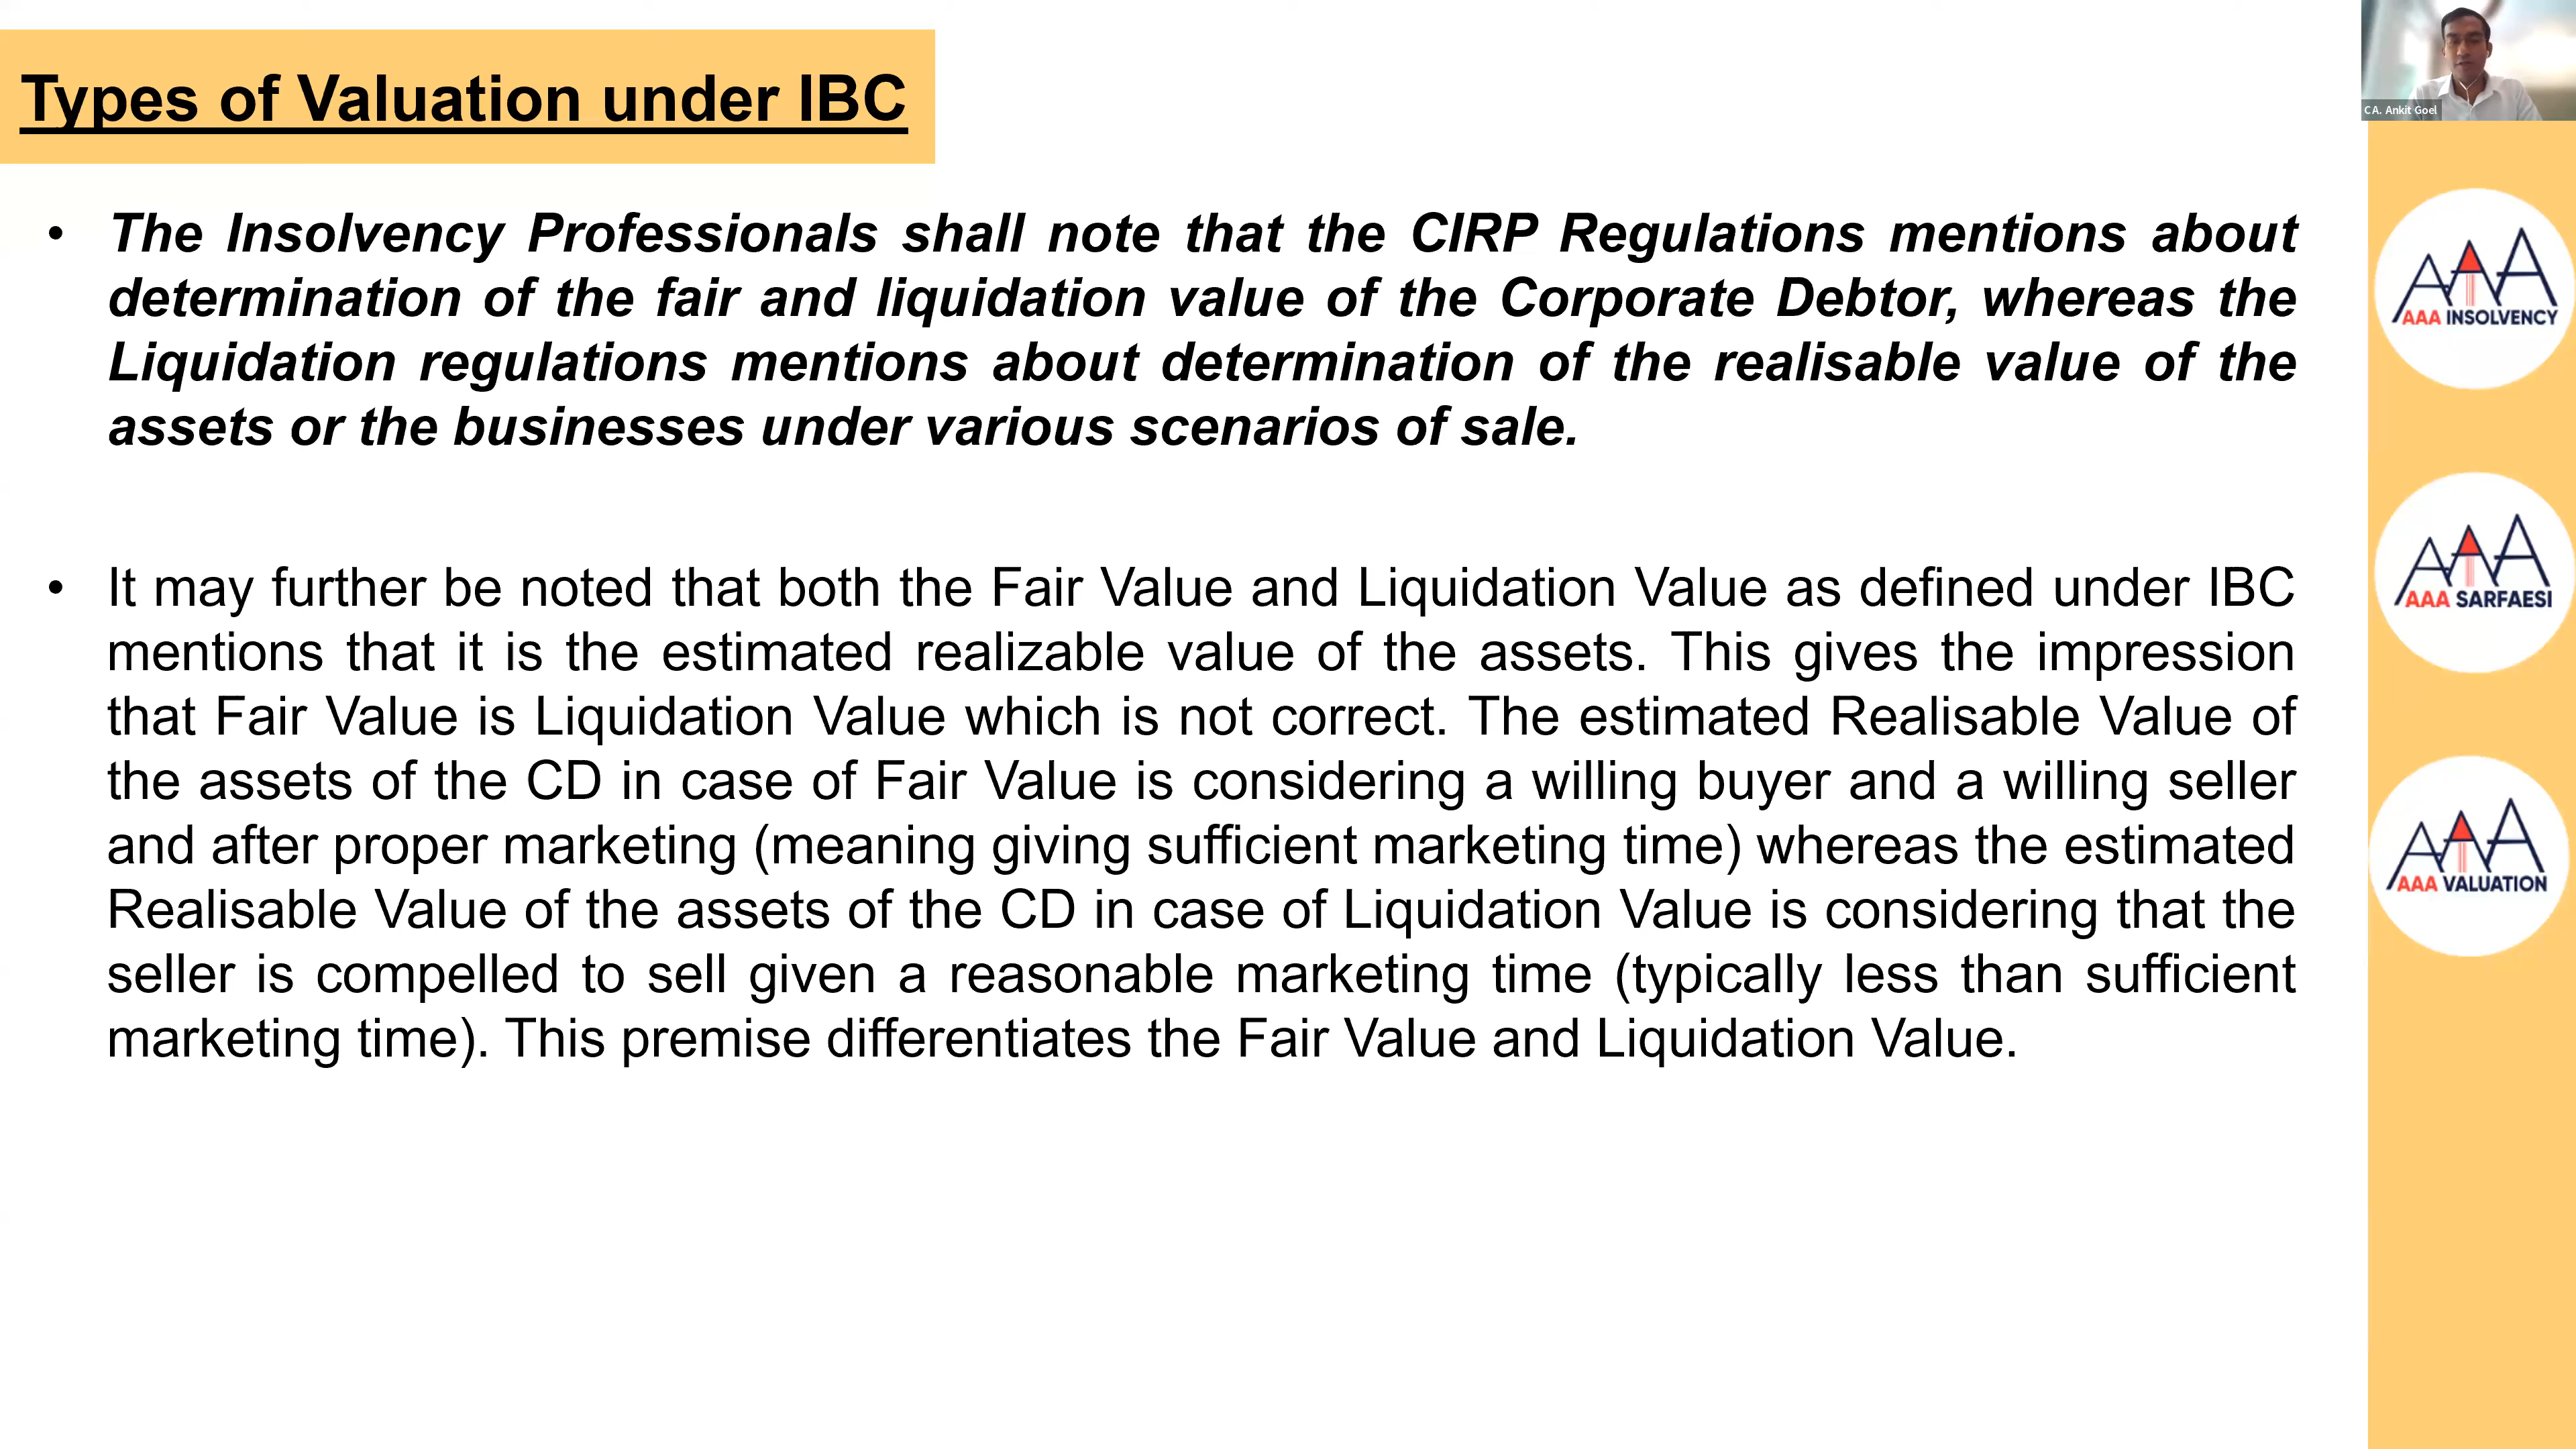 Types of Valuation under IBC
CA. Ankit Goel
• The Insolvency Professionals shall note that the CIRP Regulations mentions about
determination of the fair and liquidation value of the Corporate Debtor, whereas the
Liquidation regulations mentions about determination of the realisable value of the
assets or the businesses under various scenarios of sale.
• It may further be noted that both the Fair Value and Liquidation Value as defined under IBC
mentions that it is the estimated realizable value of the assets. This gives the impression
that Fair Value is Liquidation Value which is not correct. The estimated Realisable Value of
the assets of the CD in case of Fair Value is considering a willing buyer and a willing seller
and after proper marketing (meaning giving sufficient marketing time) whereas the estimated
Realisable Value of the assets of the CD in case of Liquidation Value is considering that the
seller is compelled to sell given a reasonable marketing time (typically less than sufficient
marketing time). This premise differentiates the Fair Value and Liquidation Value.
AAA
AAA INSOLVENCY
AAA
AAA SARFAESI
AAA
AAA VALUATION